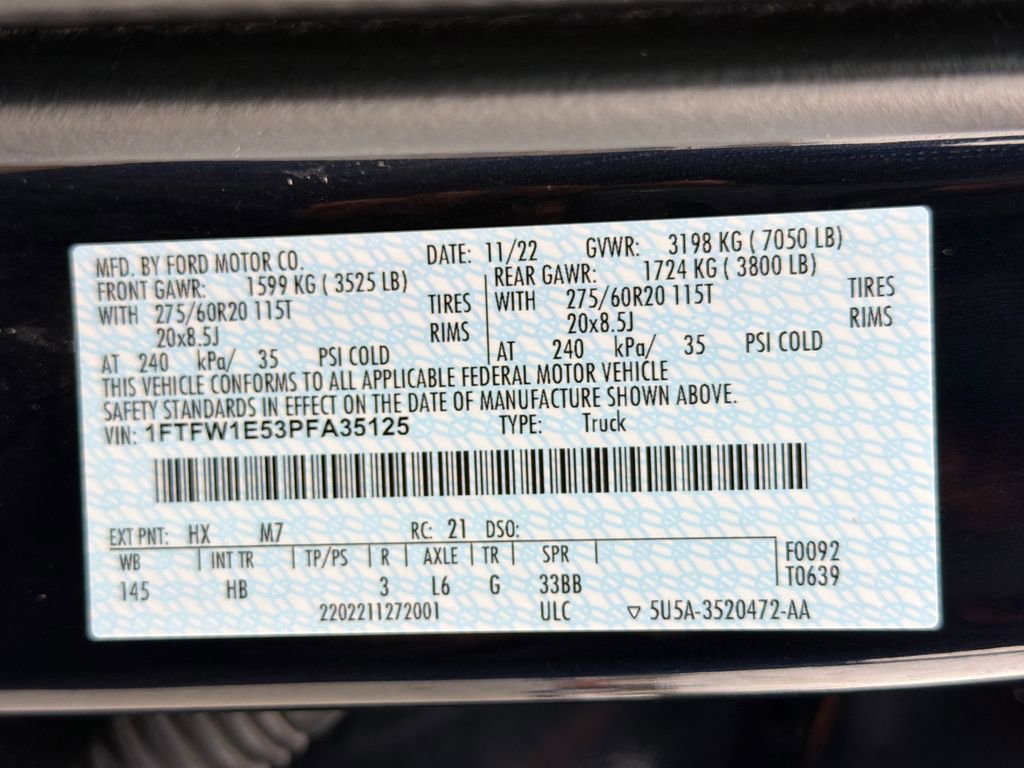 MFD. BY FORD MOTOR CO. DATE: 11/22 GVWR: 3198 KG ( 7050 LB)
FRONT GAWR: 1599 KG ( 3525 LB) REAR GAWR: 1724 KG ( 3800 LB)
WITH 275/60R20 115T TIRES WITH 275/60R20 115T TIRES
20x8.5J RIMS 20x8.5J RIMS
AT 240 kPa/ 35 PSI COLD AT 240 kPa/ 35 PSI COLD
THIS VEHICLE CONFORMS TO ALL APPLICABLE FEDERAL MOTOR VEHICLE
SAFETY STANDARDS IN EFFECT ON THE DATE OF MANUFACTURE SHOWN ABOVE.
VIN: 1FTFW1E53PFA35125 TYPE: Truck
EXT PNT: HX M7 RC: 21 DSO:
WB INT TR TP/PS R AXLE TR SPR F0092
145 HB 3 L6 G 33BB T0639
2202211272001 ULC ▽ 5U5A-3520472-AA